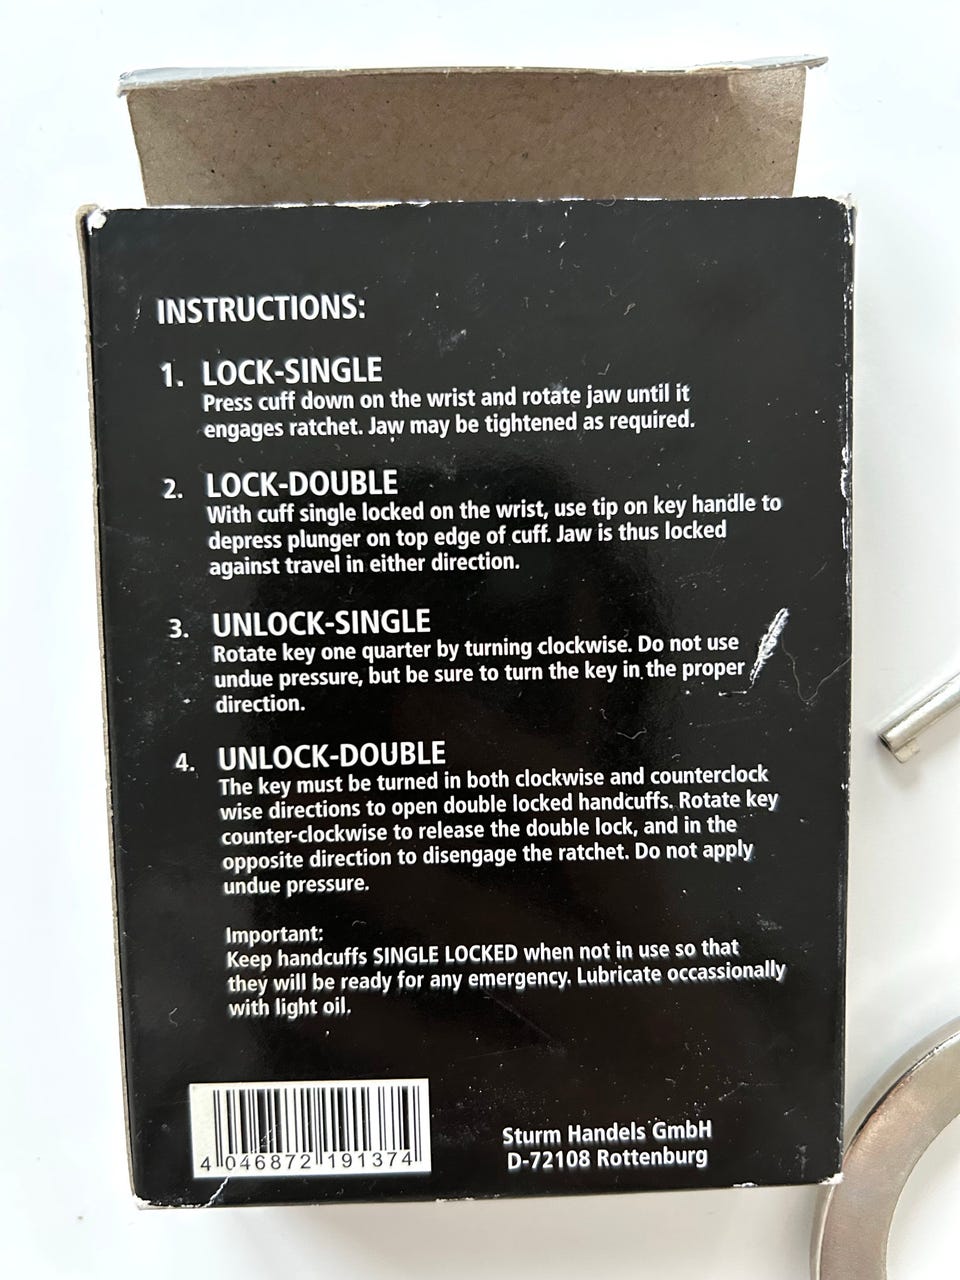 INSTRUCTIONS:
1. LOCK-SINGLE
Press cuff down on the wrist and rotate jaw until it
engages ratchet. Jaw may be tightened as required.
2. LOCK-DOUBLE
With cuff single locked on the wrist, use tip on key handle to
depress plunger on top edge of cuff. Jaw is thus locked
against travel in either direction.
3. UNLOCK-SINGLE
Rotate key one quarter by turning clockwise. Do not use
undue pressure, but be sure to turn the key in the proper
direction.
4. UNLOCK-DOUBLE
The key must be turned in both clockwise and counterclock
wise directions to open double locked handcuffs. Rotate key
counter-clockwise to release the double lock, and in the
opposite direction to disengage the ratchet. Do not apply
undue pressure.
Important:
Keep handcuffs SINGLE LOCKED when not in use so that
they will be ready for any emergency. Lubricate occassionally
with light oil.
4 046872 191374
Sturm Handels GmbH
D-72108 Rottenburg